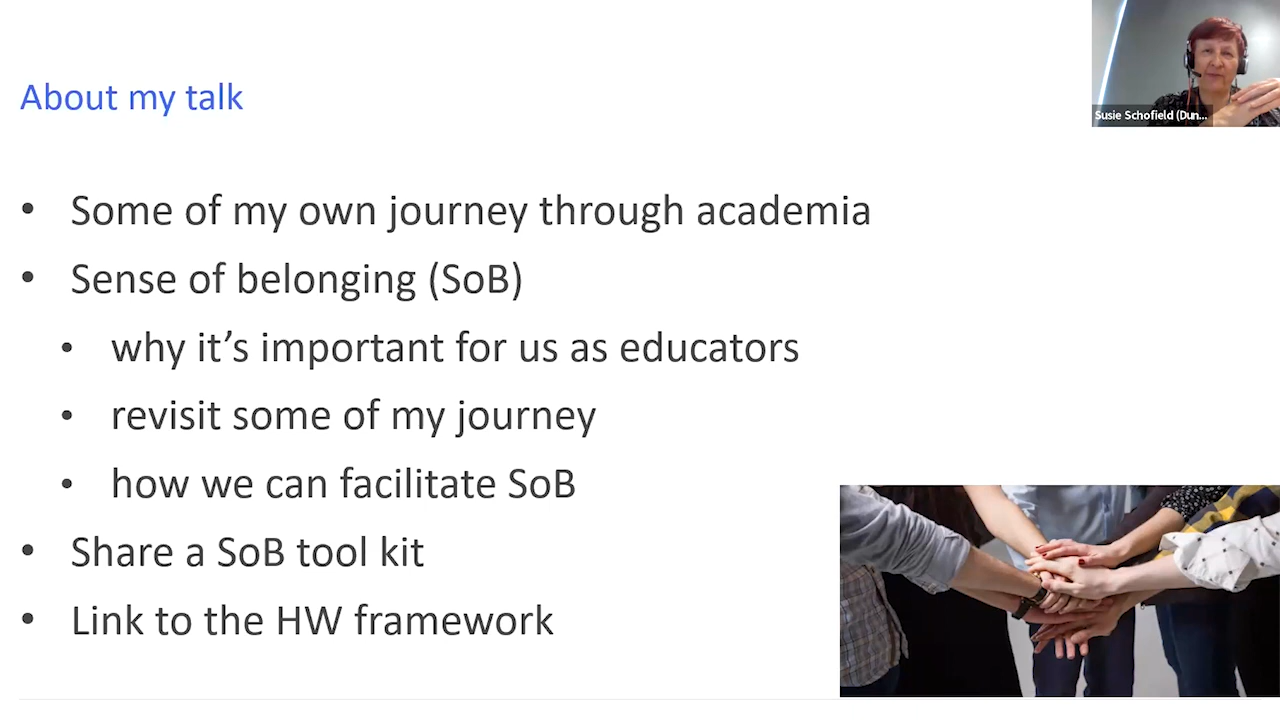 About my talk
Susie Schofield (Dun...
• Some of my own journey through academia
• Sense of belonging (SoB)
• why it’s important for us as educators
• revisit some of my journey
• how we can facilitate SoB
• Share a SoB tool kit
• Link to the HW framework